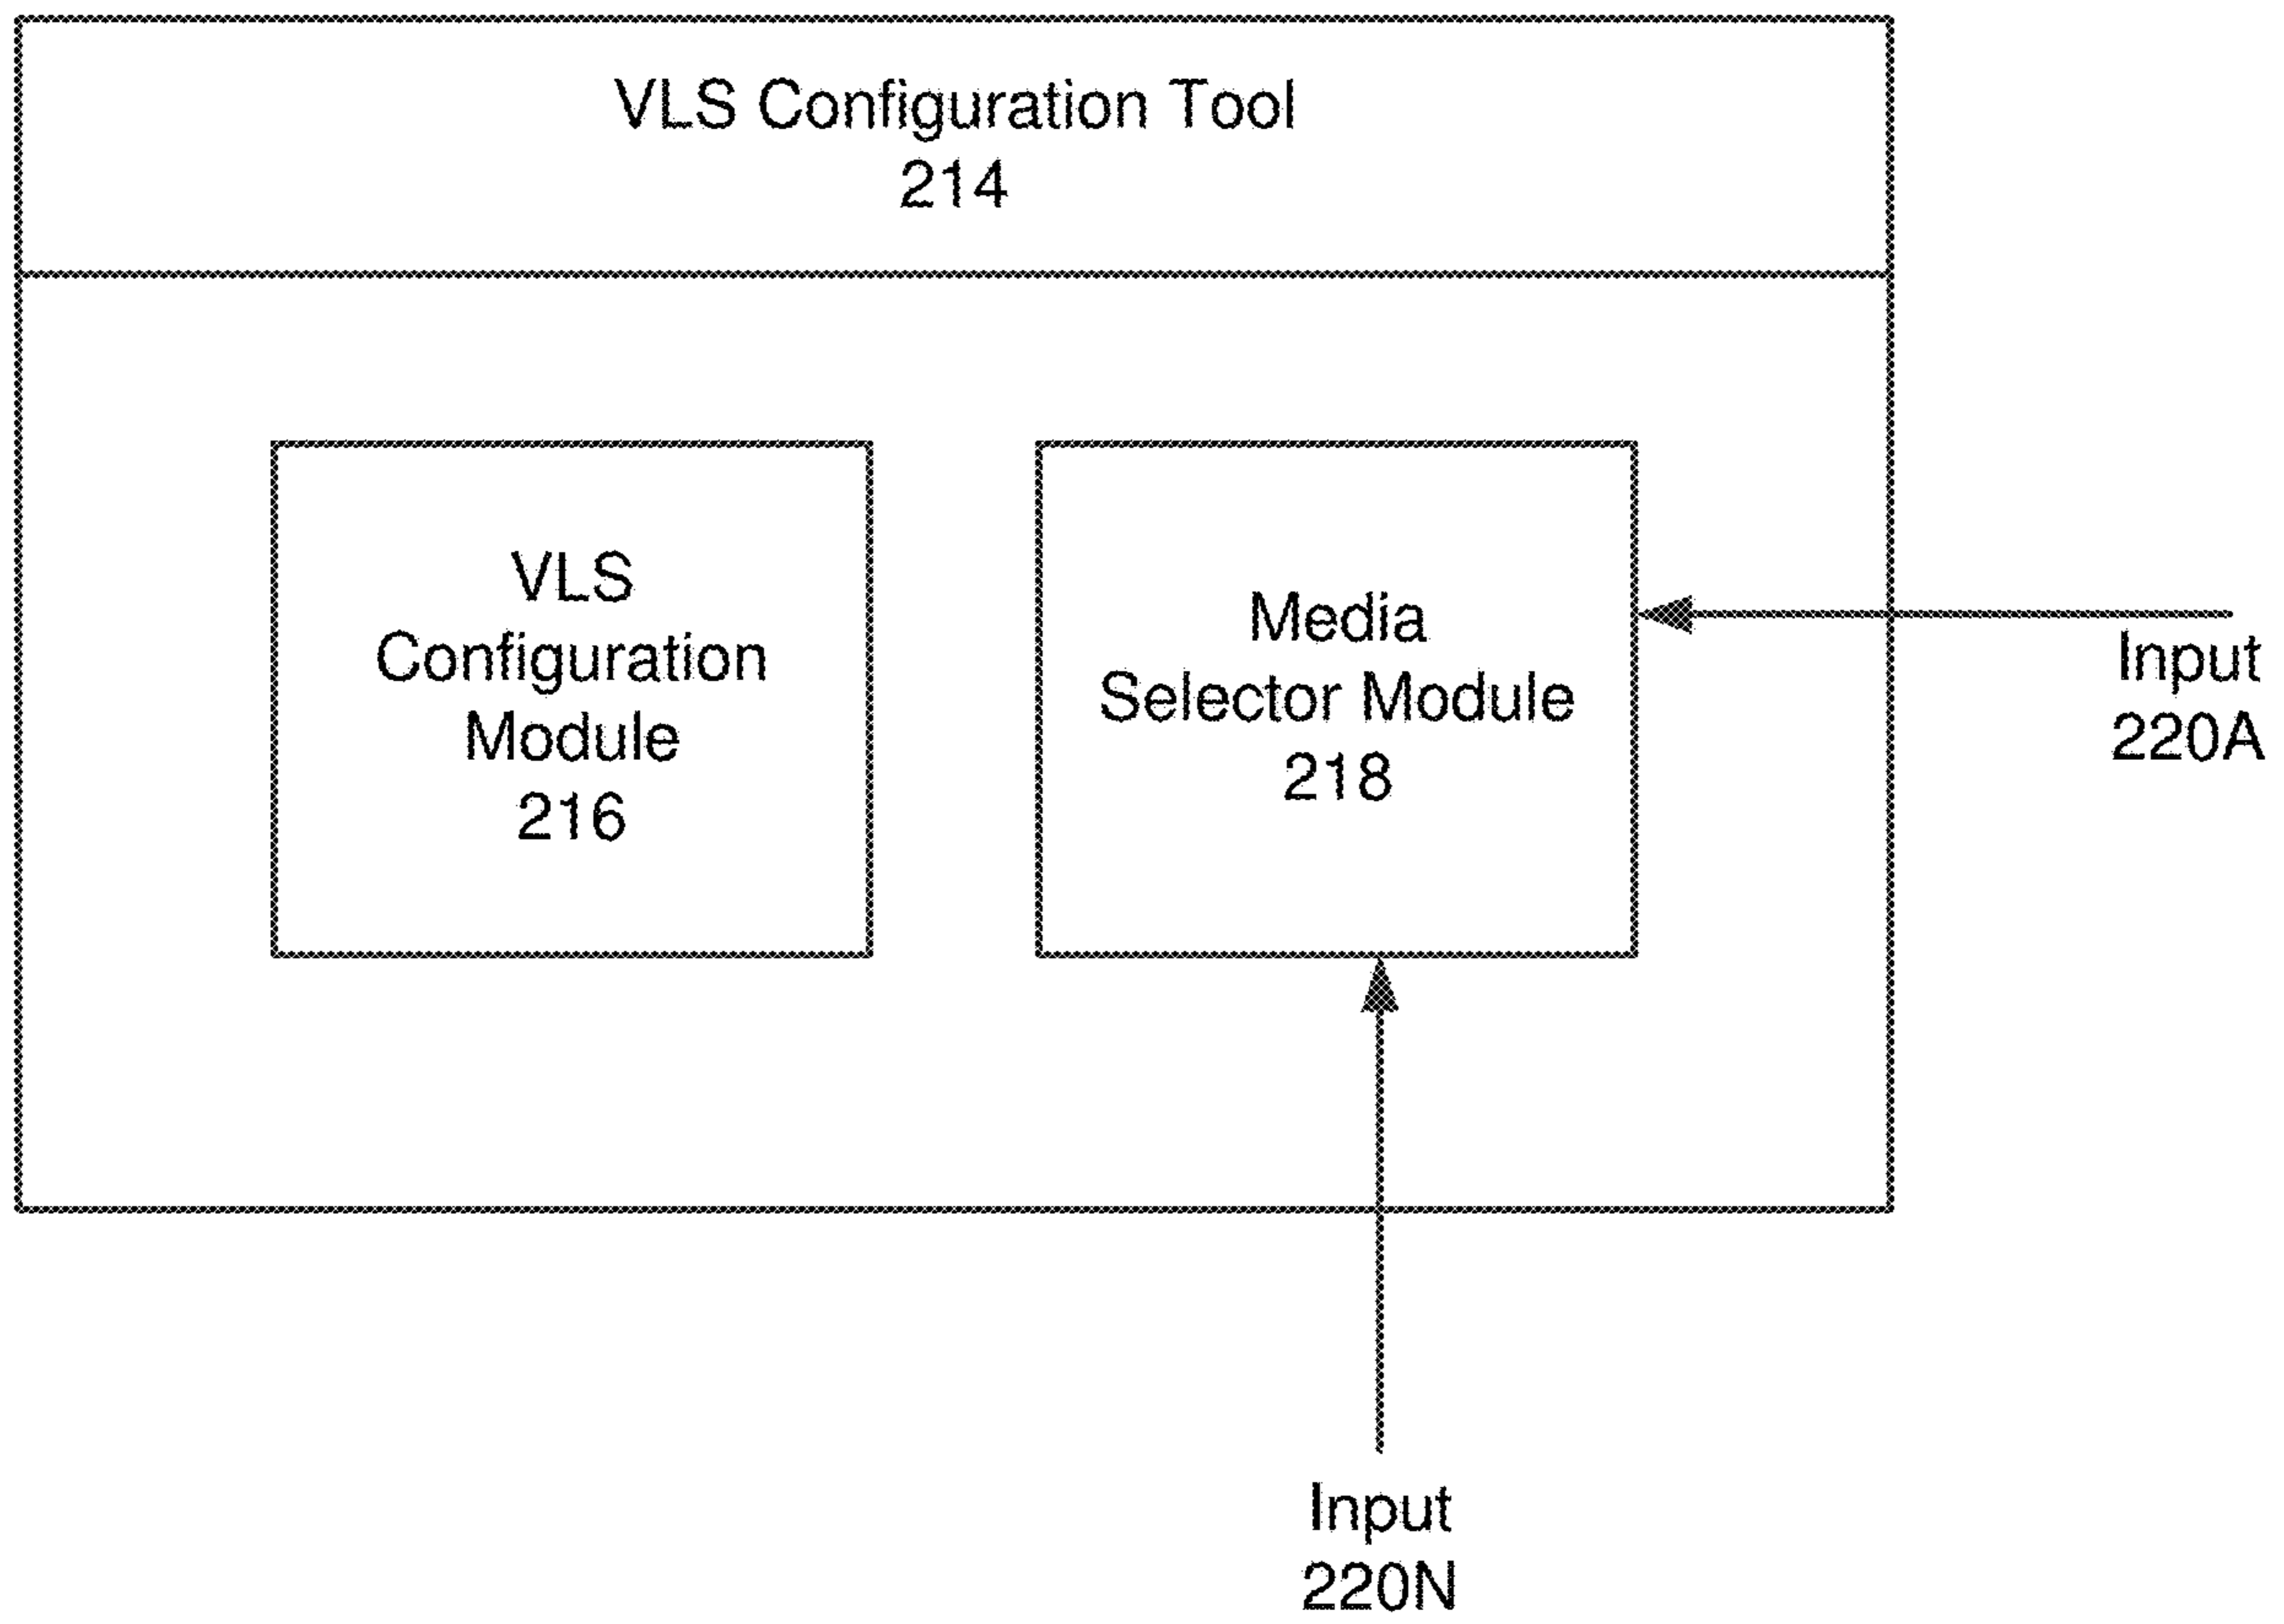 VLS Configuration Tool
214
VLS
Configuration
Module
216
Media
Selector Module
218
Input
220A
Input
220N